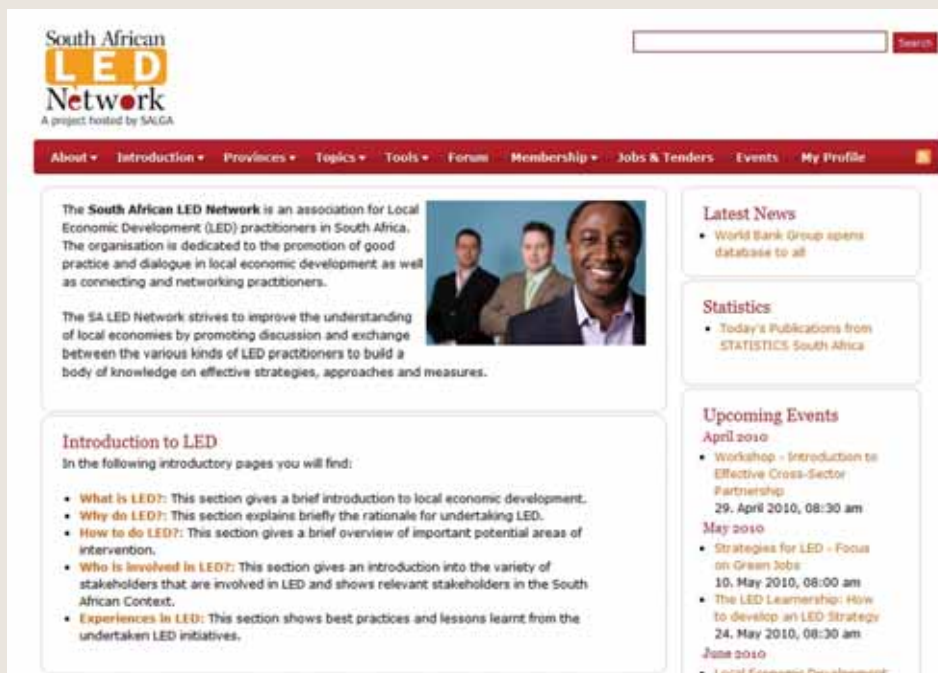 South African
LED
Network
A project hosted by SALGA
Search
About Introduction Provinces Topics Tools Forum Membership Jobs & Tenders Events My Profile
The South African LED Network is an association for Local
Economic Development (LED) practitioners in South Africa.
The organisation is dedicated to the promotion of good
practice and dialogue in local economic development as well
as connecting and networking practitioners.
The SA LED Network strives to improve the understanding
of local economies by promoting discussion and exchange
between the various kinds of LED practitioners to build a
body of knowledge on effective strategies, approaches and measures.
Introduction to LED
In the following introductory pages you will find:
• What is LED?: This section gives a brief introduction to local economic development.
• Why do LED?: This section explains briefly the rationale for undertaking LED.
• How to do LED?: This section gives a brief overview of important potential areas of
intervention.
• Who is involved in LED?: This section gives an introduction into the variety of
stakeholders that are involved in LED and shows relevant stakeholders in the South
African Context.
• Experiences in LED: This section shows best practices and lessons learnt from the
undertaken LED initiatives.
Latest News
• World Bank Group opens
database to all
Statistics
• Today's Publications from
STATISTICS South Africa
Upcoming Events
April 2010
• Workshop - Introduction to
Effective Cross-Sector
Partnership
29. April 2010, 08:30 am
May 2010
• Strategies for LED - Focus
on Green Jobs
10. May 2010, 08:00 am
• The LED Learnership: How
to develop an LED Strategy
24. May 2010, 08:30 am
June 2010
• Local Economic Development: